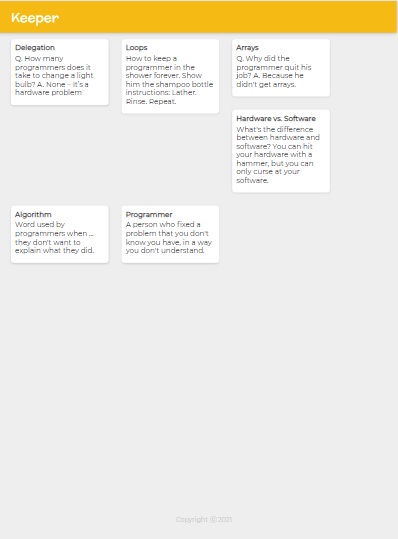 Keeper
Delegation
Q. How many
programmers does it
take to change a light
bulb? A. None – It's a
hardware problem
Loops
How to keep a
programmer in the
shower forever. Show
him the shampoo bottle
instructions: Lather.
Rinse. Repeat.
Arrays
Q. Why did the
programmer quit his
job? A. Because he
didn't get arrays.
Hardware vs. Software
What's the difference
between hardware and
software? You can hit
your hardware with a
hammer, but you can
only curse at your
software.
Algorithm
Word used by
programmers when ...
they don't want to
explain what they did.
Programmer
A person who fixed a
problem that you don't
know you have, in a way
you don't understand.
Copyright ⓒ2021